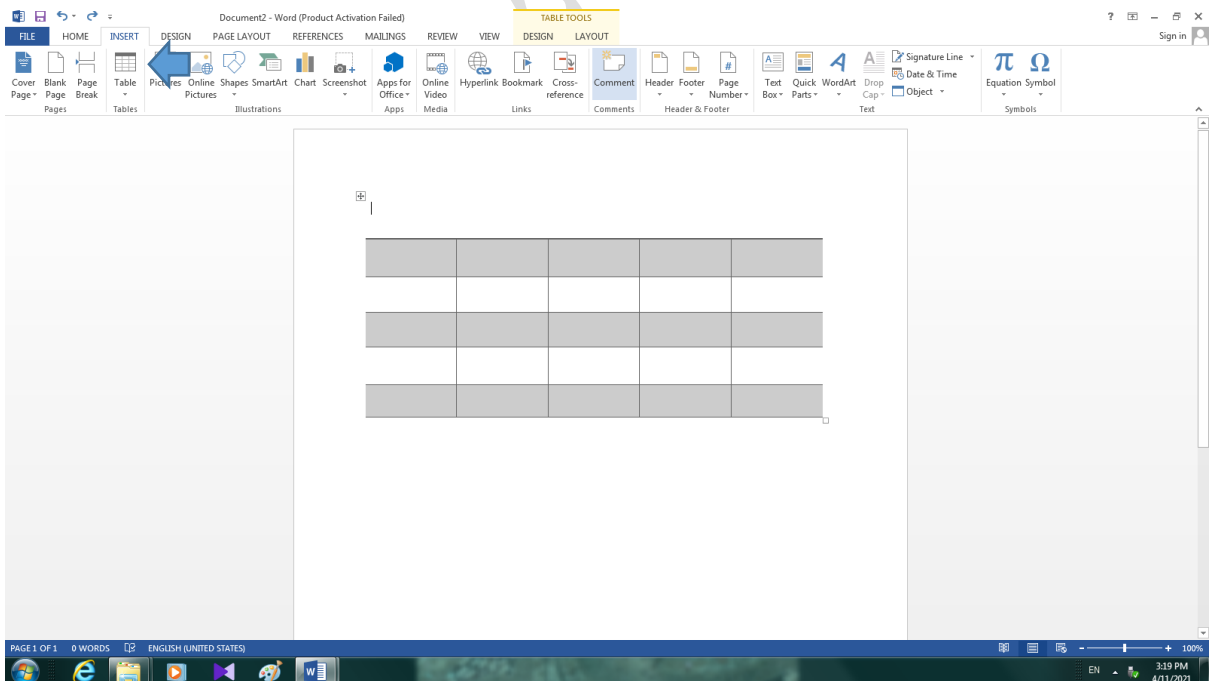 Document2 - Word (Product Activation Failed)
TABLE TOOLS
?
FILE HOME INSERT DESIGN PAGE LAYOUT REFERENCES MAILINGS REVIEW VIEW DESIGN LAYOUT
Sign in
Cover Page
Blank Page
Page Break
Pages
Table
Tables
Pictures
Online Pictures
Shapes
SmartArt
Chart
Screenshot
Illustrations
Apps for Office
Apps
Online Video
Media
Hyperlink
Bookmark
Cross-reference
Links
Comment
Comments
Header
Footer
# Page Number
Header & Footer
A Text Box
Quick Parts
A WordArt
A Drop Cap
Signature Line
Date & Time
Object
Text
π Equation
Ω Symbol
Symbols
PAGE 1 OF 1 0 WORDS ENGLISH (UNITED STATES)
- + 100%
EN
3:19 PM
4/11/2021